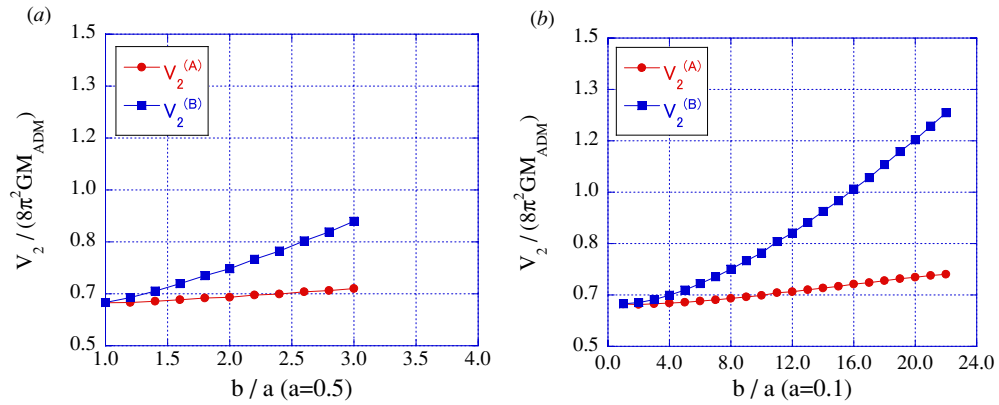 (a)
V₂ / (8π²GM_ADM)
1.5
1.3
1.2
1.0
0.8
0.7
0.5
V₂⁽ᴬ⁾
V₂⁽ᴮ⁾
1.0 1.5 2.0 2.5 3.0 3.5 4.0
b / a (a=0.5)
(b)
V₂ / (8π²GM_ADM)
1.5
1.3
1.2
1.0
0.8
0.7
0.5
V₂⁽ᴬ⁾
V₂⁽ᴮ⁾
0.0 4.0 8.0 12.0 16.0 20.0 24.0
b / a (a=0.1)